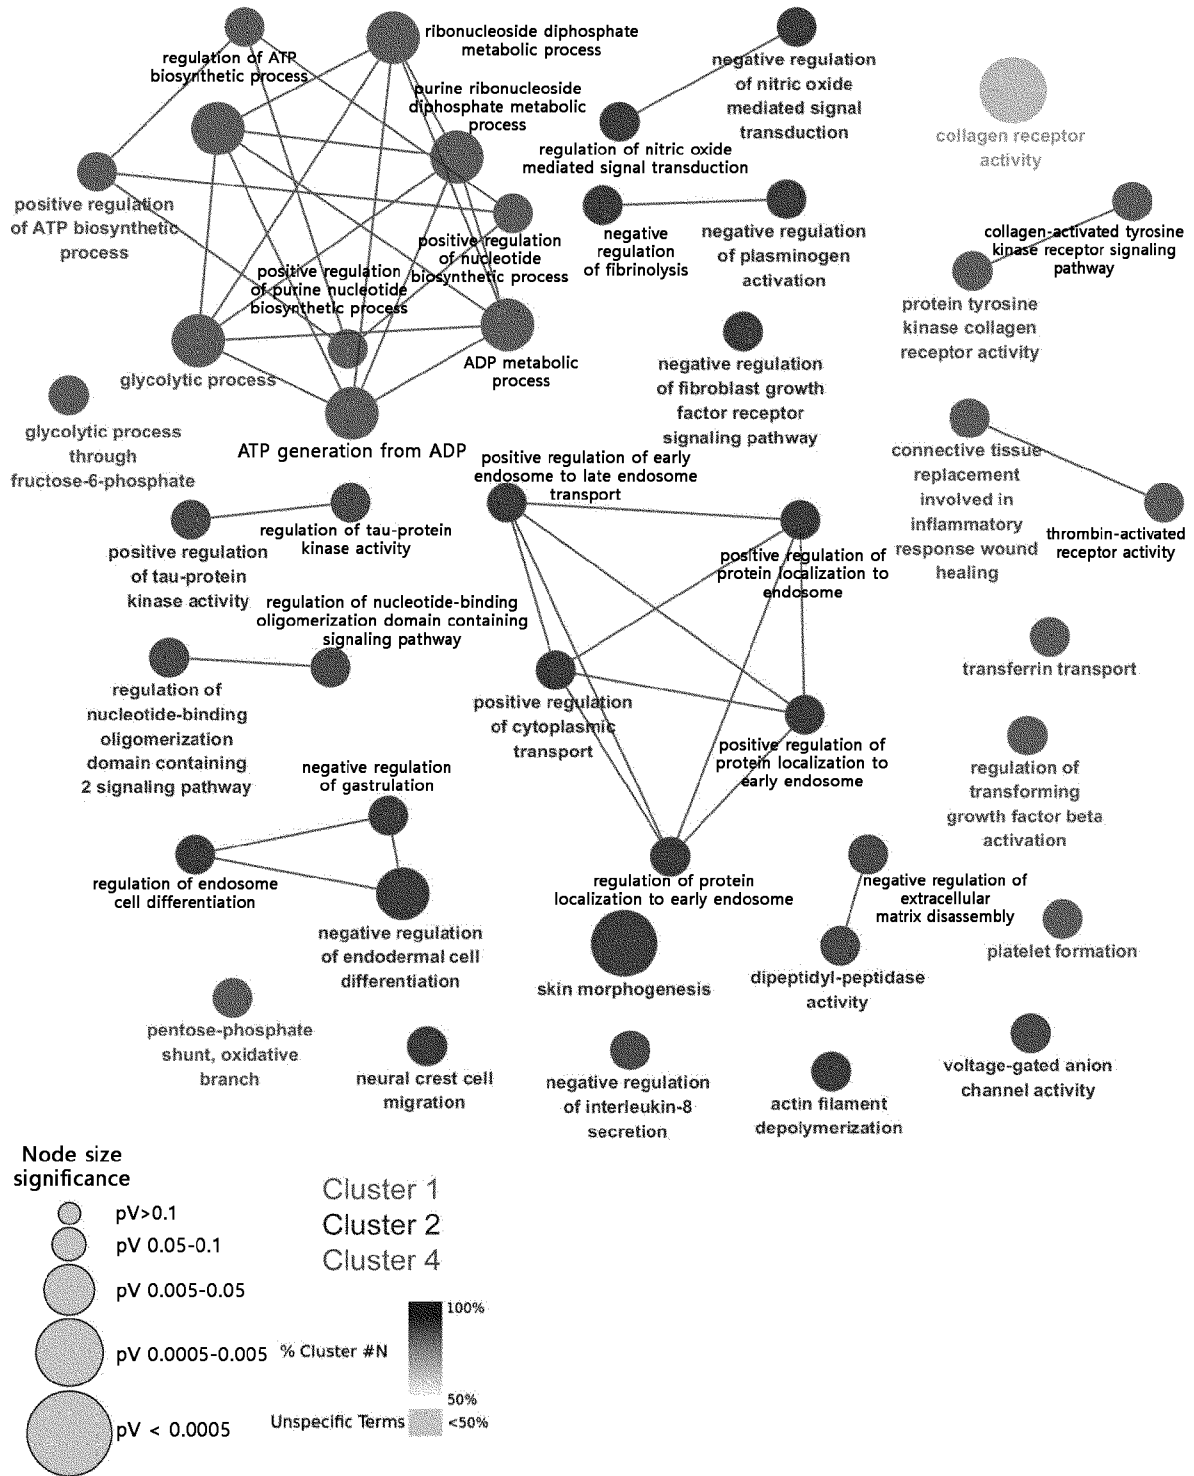 regulation of ATP
biosynthetic process
ribonucleoside diphosphate
metabolic process
purine ribonucleoside
diphosphate metabolic
process
positive regulation
of ATP biosynthetic
process
positive regulation
of nucleotide
biosynthetic process
positive regulation
of purine nucleotide
biosynthetic process
glycolytic process
ADP metabolic
process
ATP generation from ADP
glycolytic process
through
fructose-6-phosphate
negative regulation
of nitric oxide
mediated signal
transduction
regulation of nitric oxide
mediated signal transduction
negative
regulation
of fibrinolysis
negative regulation
of plasminogen
activation
collagen receptor
activity
collagen-activated tyrosine
kinase receptor signaling
pathway
protein tyrosine
kinase collagen
receptor activity
negative regulation
of fibroblast growth
factor receptor
signaling pathway
connective tissue
replacement
involved in
inflammatory
response wound
healing
thrombin-activated
receptor activity
positive regulation of early
endosome to late endosome
transport
positive regulation of
protein localization to
endosome
positive regulation
of cytoplasmic
transport
positive regulation of
protein localization to
early endosome
regulation of protein
localization to early endosome
positive regulation
of tau-protein
kinase activity
regulation of tau-protein
kinase activity
regulation of nucleotide-binding
oligomerization domain containing
signaling pathway
regulation of
nucleotide-binding
oligomerization
domain containing
2 signaling pathway
negative regulation
of gastrulation
regulation of endosome
cell differentiation
negative regulation
of endodermal cell
differentiation
transferrin transport
regulation of
transforming
growth factor beta
activation
negative regulation of
extracellular
matrix disassembly
dipeptidyl-peptidase
activity
platelet formation
skin morphogenesis
pentose-phosphate
shunt, oxidative
branch
neural crest cell
migration
negative regulation
of interleukin-8
secretion
actin filament
depolymerization
voltage-gated anion
channel activity
Node size
significance
pV>0.1
pV 0.05-0.1
pV 0.005-0.05
pV 0.0005-0.005
pV < 0.0005
Cluster 1
Cluster 2
Cluster 4
% Cluster #N
100%
50%
Unspecific Terms
<50%